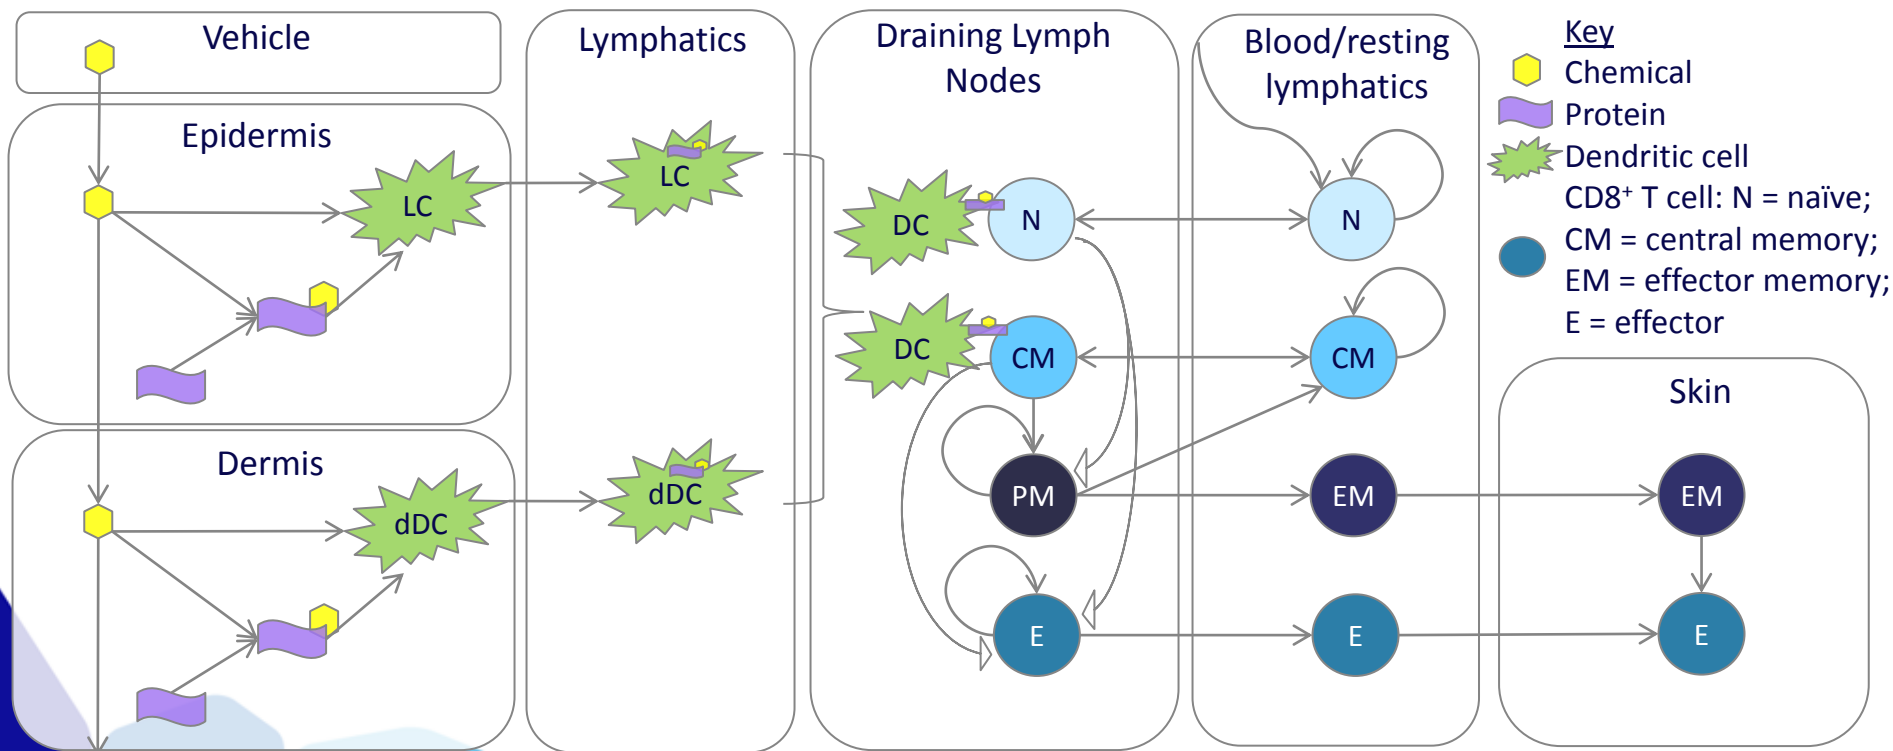 Vehicle
Epidermis
LC
Dermis
dDC
Lymphatics
LC
dDC
Draining Lymph
Nodes
DC
N
DC
CM
PM
E
Blood/resting
lymphatics
N
CM
EM
E
Key
Chemical
Protein
Dendritic cell
CD8⁺ T cell: N = naïve;
CM = central memory;
EM = effector memory;
E = effector
Skin
EM
E